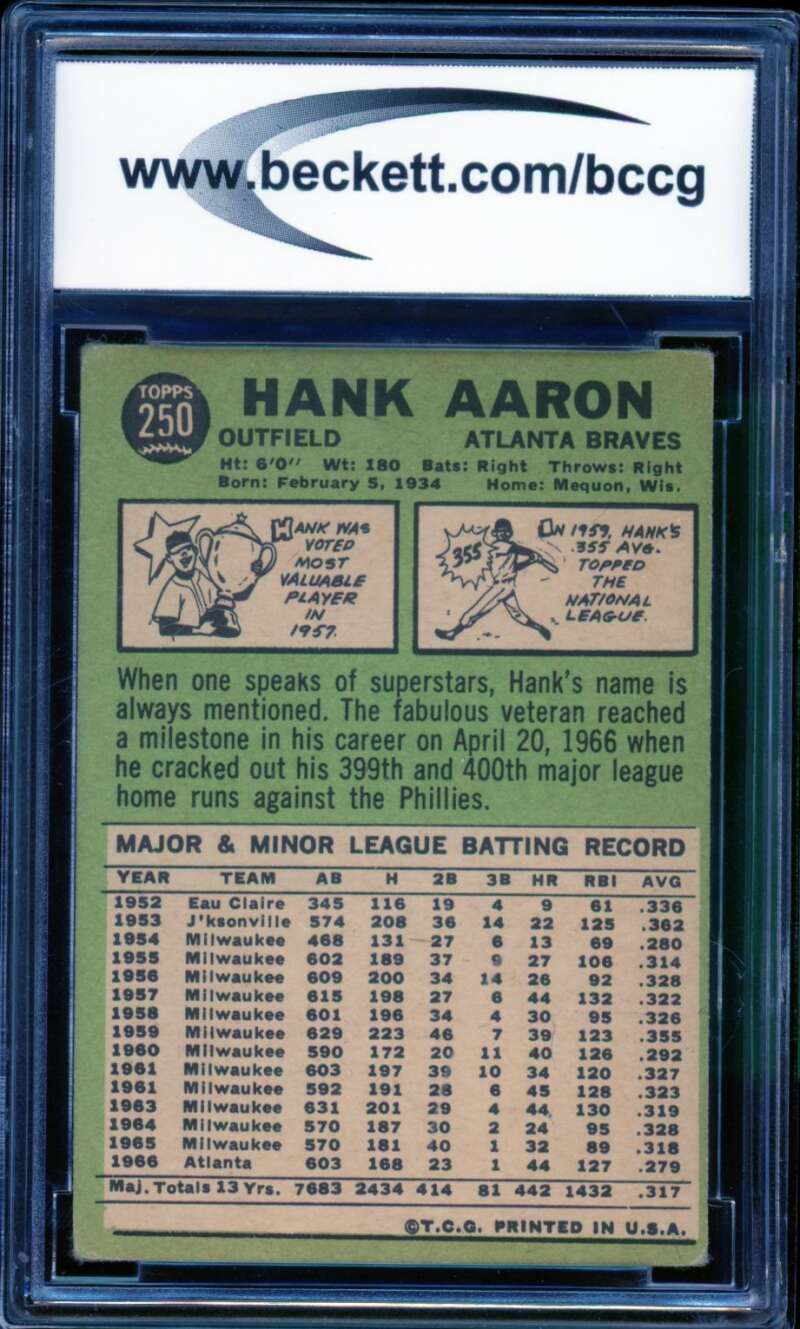 www.beckett.com/bccg
TOPPS
250
HANK AARON
OUTFIELD ATLANTA BRAVES
Ht: 6'0'' Wt: 180 Bats: Right Throws: Right
Born: February 5, 1934 Home: Mequon, Wis.
HANK WAS
VOTED
MOST
VALUABLE
PLAYER
IN
1957.
355
IN 1959, HANK'S
.355 AVG.
TOPPED
THE
NATIONAL
LEAGUE.
When one speaks of superstars, Hank's name is
always mentioned. The fabulous veteran reached
a milestone in his career on April 20, 1966 when
he cracked out his 399th and 400th major league
home runs against the Phillies.
MAJOR & MINOR LEAGUE BATTING RECORD
YEAR TEAM AB H 2B 3B HR RBI AVG
1952 Eau Claire 345 116 19 4 9 61 .336
1953 J'ksonville 574 208 36 14 22 125 .362
1954 Milwaukee 468 131 27 6 13 69 .280
1955 Milwaukee 602 189 37 9 27 106 .314
1956 Milwaukee 609 200 34 14 26 92 .328
1957 Milwaukee 615 198 27 6 44 132 .322
1958 Milwaukee 601 196 34 4 30 95 .326
1959 Milwaukee 629 223 46 7 39 123 .355
1960 Milwaukee 590 172 20 11 40 126 .292
1961 Milwaukee 603 197 39 10 34 120 .327
1961 Milwaukee 592 191 28 6 45 128 .323
1963 Milwaukee 631 201 29 4 44 130 .319
1964 Milwaukee 570 187 30 2 24 95 .328
1965 Milwaukee 570 181 40 1 32 89 .318
1966 Atlanta 603 168 23 1 44 127 .279
Maj. Totals 13 Yrs. 7683 2434 414 81 442 1432 .317
©T.C.G. PRINTED IN U.S.A.